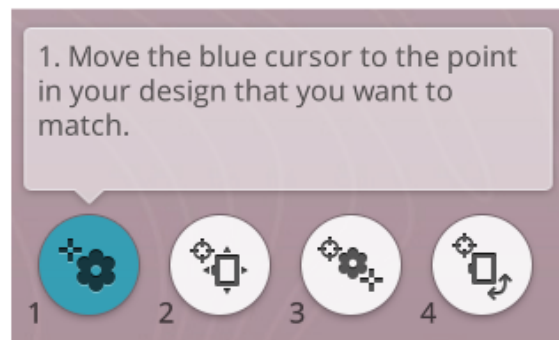 1. Move the blue cursor to the point
in your design that you want to
match.
1 2 3 4